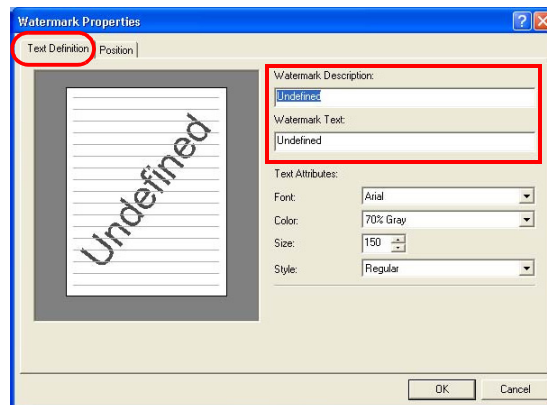 Watermark Properties
Text Definition
Position
Undefined
Watermark Description:
Undefined
Watermark Text:
Undefined
Text Attributes:
Font: Arial
Color: 70% Gray
Size: 150
Style: Regular
OK Cancel